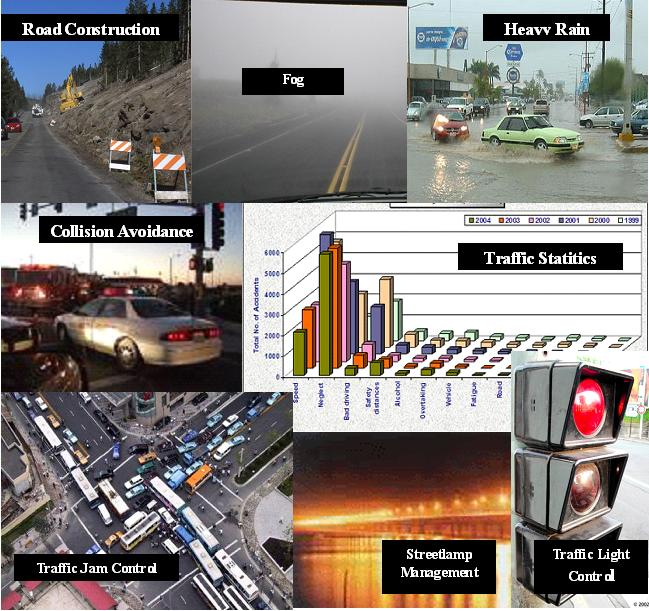 Road Construction
Fog
Heavv Rain
Collision Avoidance
2004 2003 2002 2001 2000 1999
Traffic Statitics
Total No. of Accidents
6000
5000
4000
3000
2000
1000
0
Speed
Neglect
Bad driving
Safety
distances
Alcohol
Overtaking
Vehicle
Fatigue
Road
Traffic Jam Control
Streetlamp
Management
Traffic Light
Control
© 2002